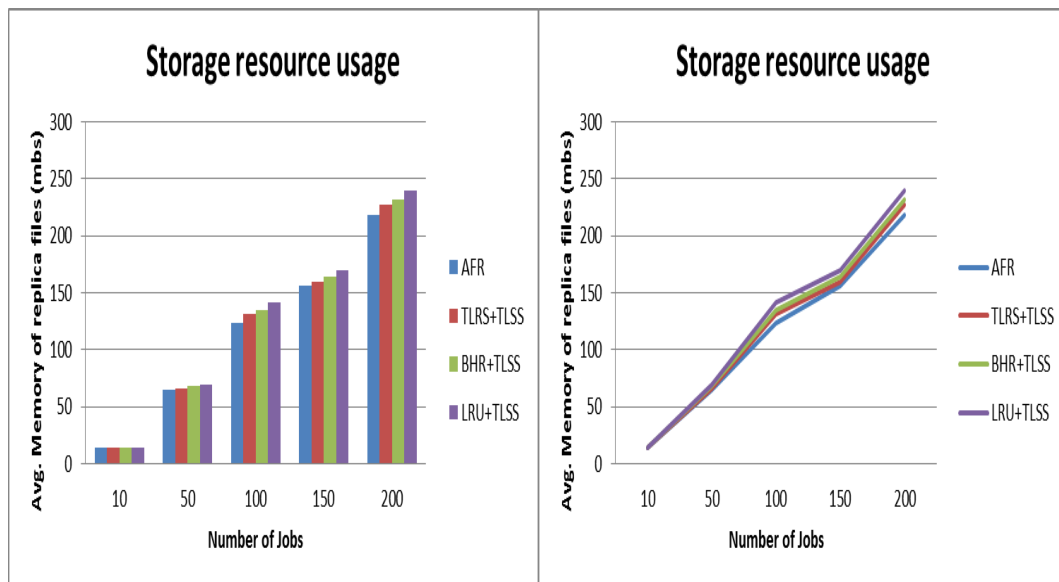 Storage resource usage
Avg. Memory of replica files (mbs)
300
250
200
150
100
50
0
10 50 100 150 200
Number of Jobs
AFR
TLRS+TLSS
BHR+TLSS
LRU+TLSS
Storage resource usage
Avg. Memory of replica files (mbs)
300
250
200
150
100
50
0
10 50 100 150 200
Number of Jobs
AFR
TLRS+TLSS
BHR+TLSS
LRU+TLSS